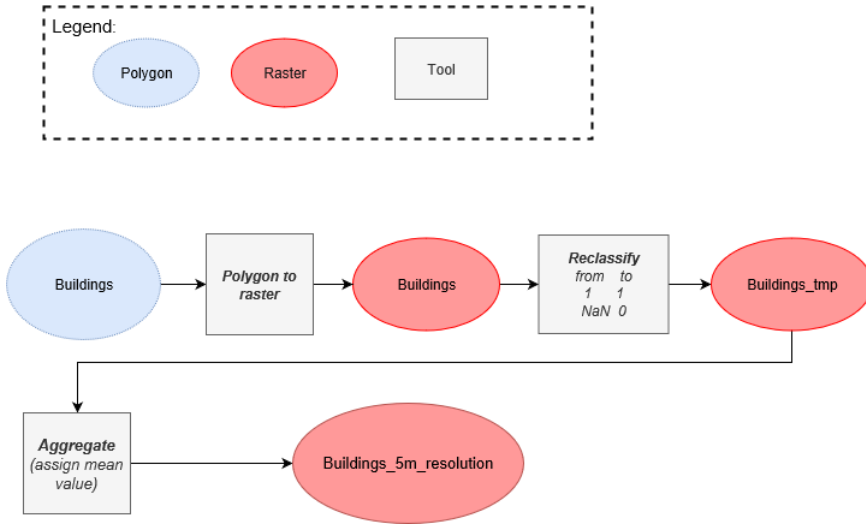 Legend:
Polygon
Raster
Tool
Buildings
Polygon to
raster
Buildings
Reclassify
from to
1 1
NaN 0
Buildings_tmp
Aggregate
(assign mean
value)
Buildings_5m_resolution